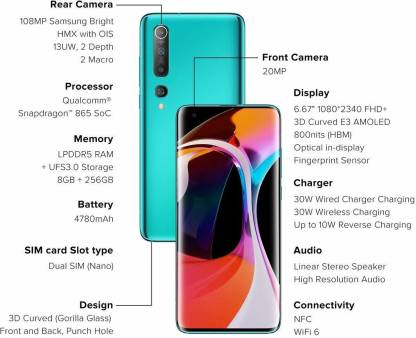 Rear Camera
108MP Samsung Bright
HMX with OIS
13UW, 2 Depth
2 Macro
Processor
Qualcomm®
Snapdragon™ 865 SoC
Memory
LPDDR5 RAM
+ UFS3.0 Storage
8GB + 256GB
Battery
4780mAh
SIM card Slot type
Dual SIM (Nano)
Design
3D Curved (Gorilla Glass)
Front and Back, Punch Hole
Front Camera
20MP
Display
6.67" 1080*2340 FHD+
3D Curved E3 AMOLED
800nits (HBM)
Optical in-display
Fingerprint Sensor
Charger
30W Wired Charger Charging
30W Wireless Charging
Up to 10W Reverse Charging
Audio
Linear Stereo Speaker
High Resolution Audio
Connectivity
NFC
WiFi 6